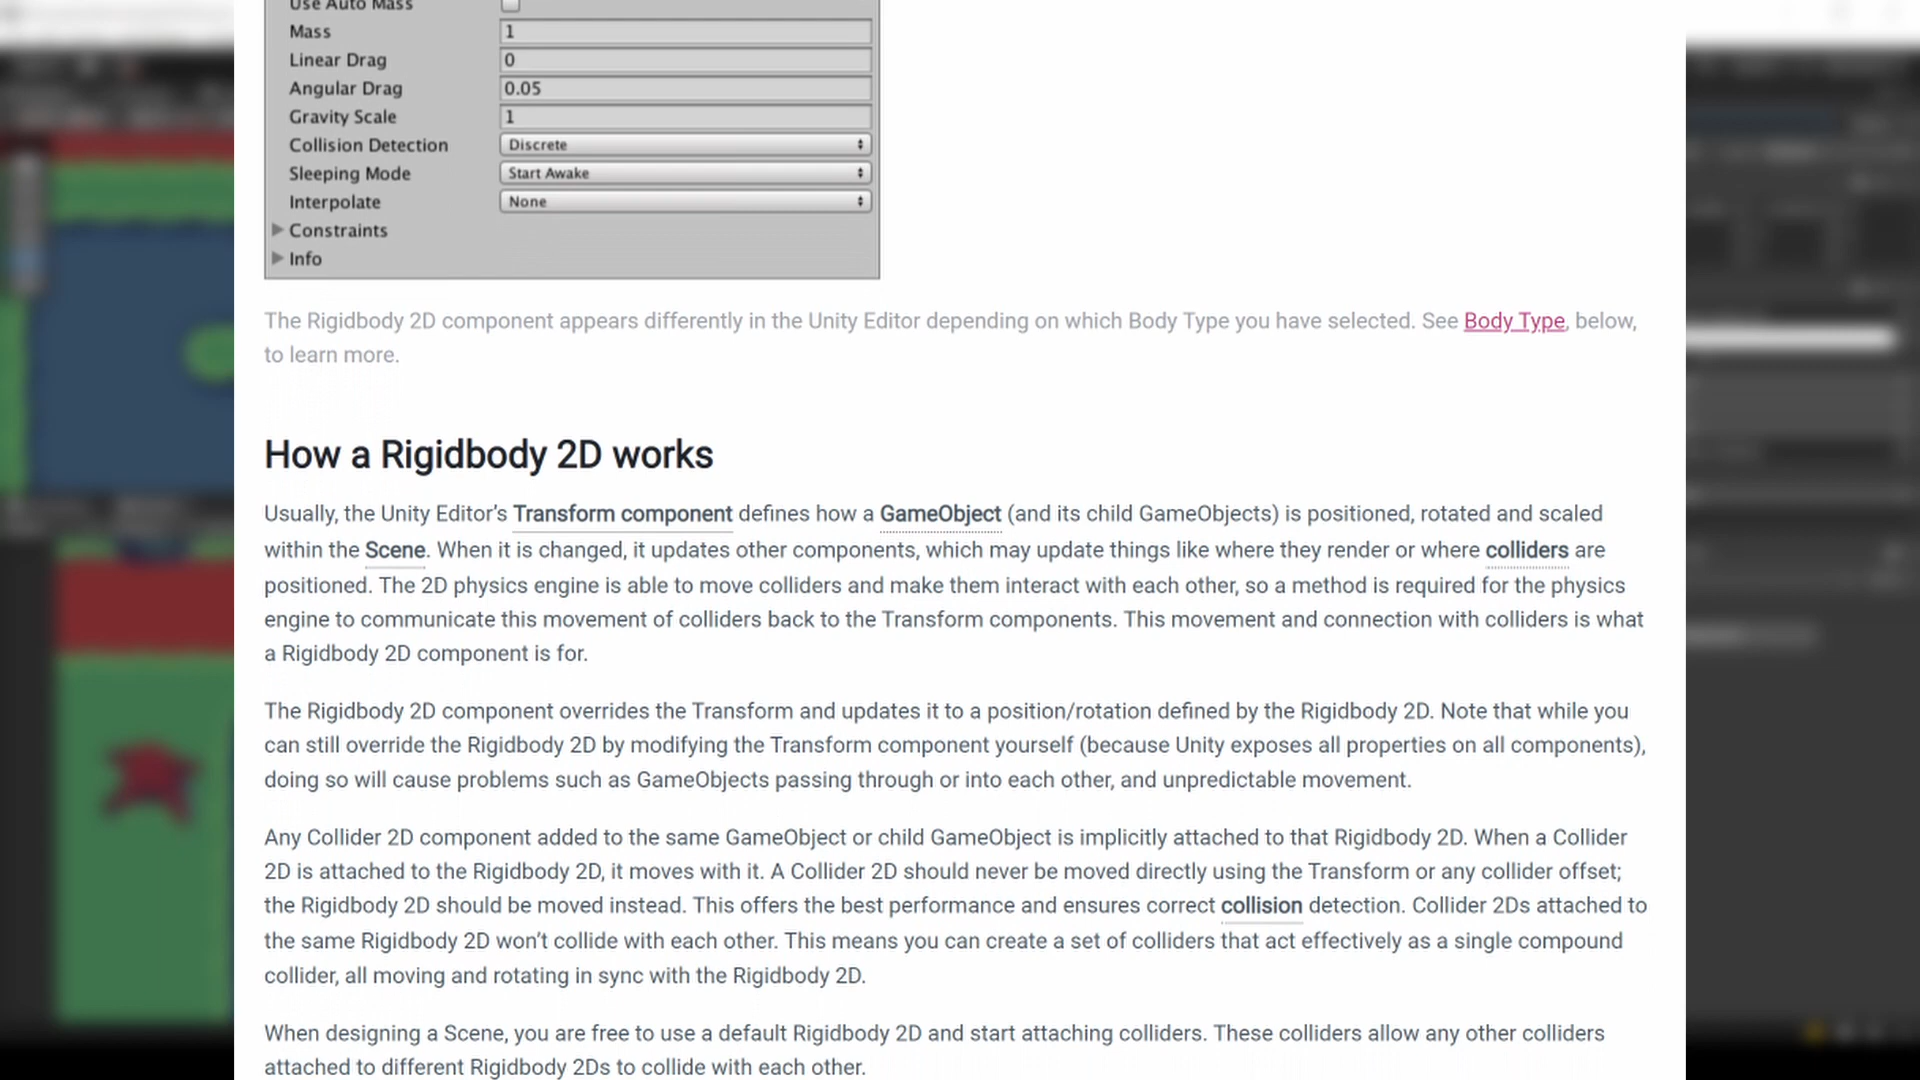 Use Auto Mass
Mass 1
Linear Drag 0
Angular Drag 0.05
Gravity Scale 1
Collision Detection Discrete
Sleeping Mode Start Awake
Interpolate None
Constraints
Info
The Rigidbody 2D component appears differently in the Unity Editor depending on which Body Type you have selected. See Body Type, below,
to learn more.
How a Rigidbody 2D works
Usually, the Unity Editor’s Transform component defines how a GameObject (and its child GameObjects) is positioned, rotated and scaled
within the Scene. When it is changed, it updates other components, which may update things like where they render or where colliders are
positioned. The 2D physics engine is able to move colliders and make them interact with each other, so a method is required for the physics
engine to communicate this movement of colliders back to the Transform components. This movement and connection with colliders is what
a Rigidbody 2D component is for.
The Rigidbody 2D component overrides the Transform and updates it to a position/rotation defined by the Rigidbody 2D. Note that while you
can still override the Rigidbody 2D by modifying the Transform component yourself (because Unity exposes all properties on all components),
doing so will cause problems such as GameObjects passing through or into each other, and unpredictable movement.
Any Collider 2D component added to the same GameObject or child GameObject is implicitly attached to that Rigidbody 2D. When a Collider
2D is attached to the Rigidbody 2D, it moves with it. A Collider 2D should never be moved directly using the Transform or any collider offset;
the Rigidbody 2D should be moved instead. This offers the best performance and ensures correct collision detection. Collider 2Ds attached to
the same Rigidbody 2D won’t collide with each other. This means you can create a set of colliders that act effectively as a single compound
collider, all moving and rotating in sync with the Rigidbody 2D.
When designing a Scene, you are free to use a default Rigidbody 2D and start attaching colliders. These colliders allow any other colliders
attached to different Rigidbody 2Ds to collide with each other.